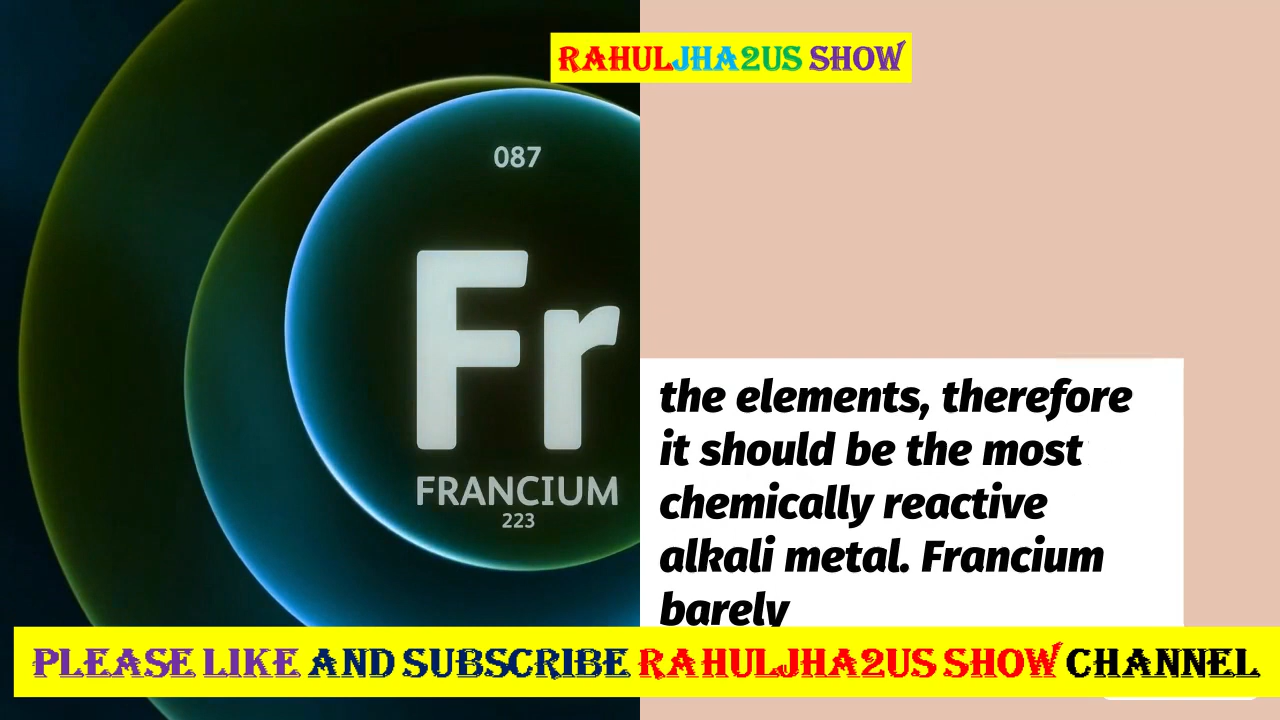 RAHULJHA2US SHOW
087
Fr
FRANCIUM
223
the elements, therefore
it should be the most
chemically reactive
alkali metal. Francium
barely
PLEASE LIKE AND SUBSCRIBE RAHULJHA2US SHOW CHANNEL